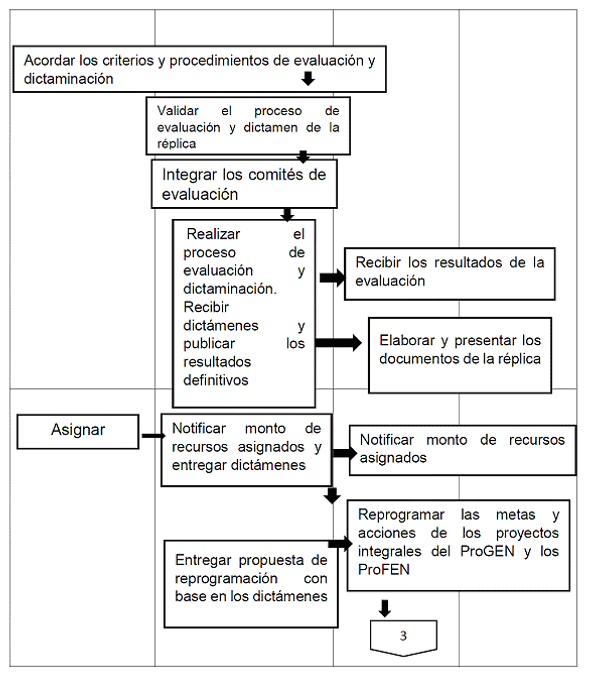 Acordar los criterios y procedimientos de evaluación y
dictaminación
Validar el proceso de
evaluación y dictamen de la
réplica
Integrar los comités de
evaluación
Realizar el
proceso de
evaluación y
dictaminación.
Recibir
dictámenes y
publicar los
resultados
definitivos
Recibir los resultados de la
evaluación
Elaborar y presentar los
documentos de la réplica
Asignar
Notificar monto de
recursos asignados y
entregar dictámenes
Notificar monto de recursos
asignados
Reprogramar las metas y
acciones de los proyectos
integrales del ProGEN y los
ProFEN
Entregar propuesta de
reprogramación con
base en los dictámenes
3